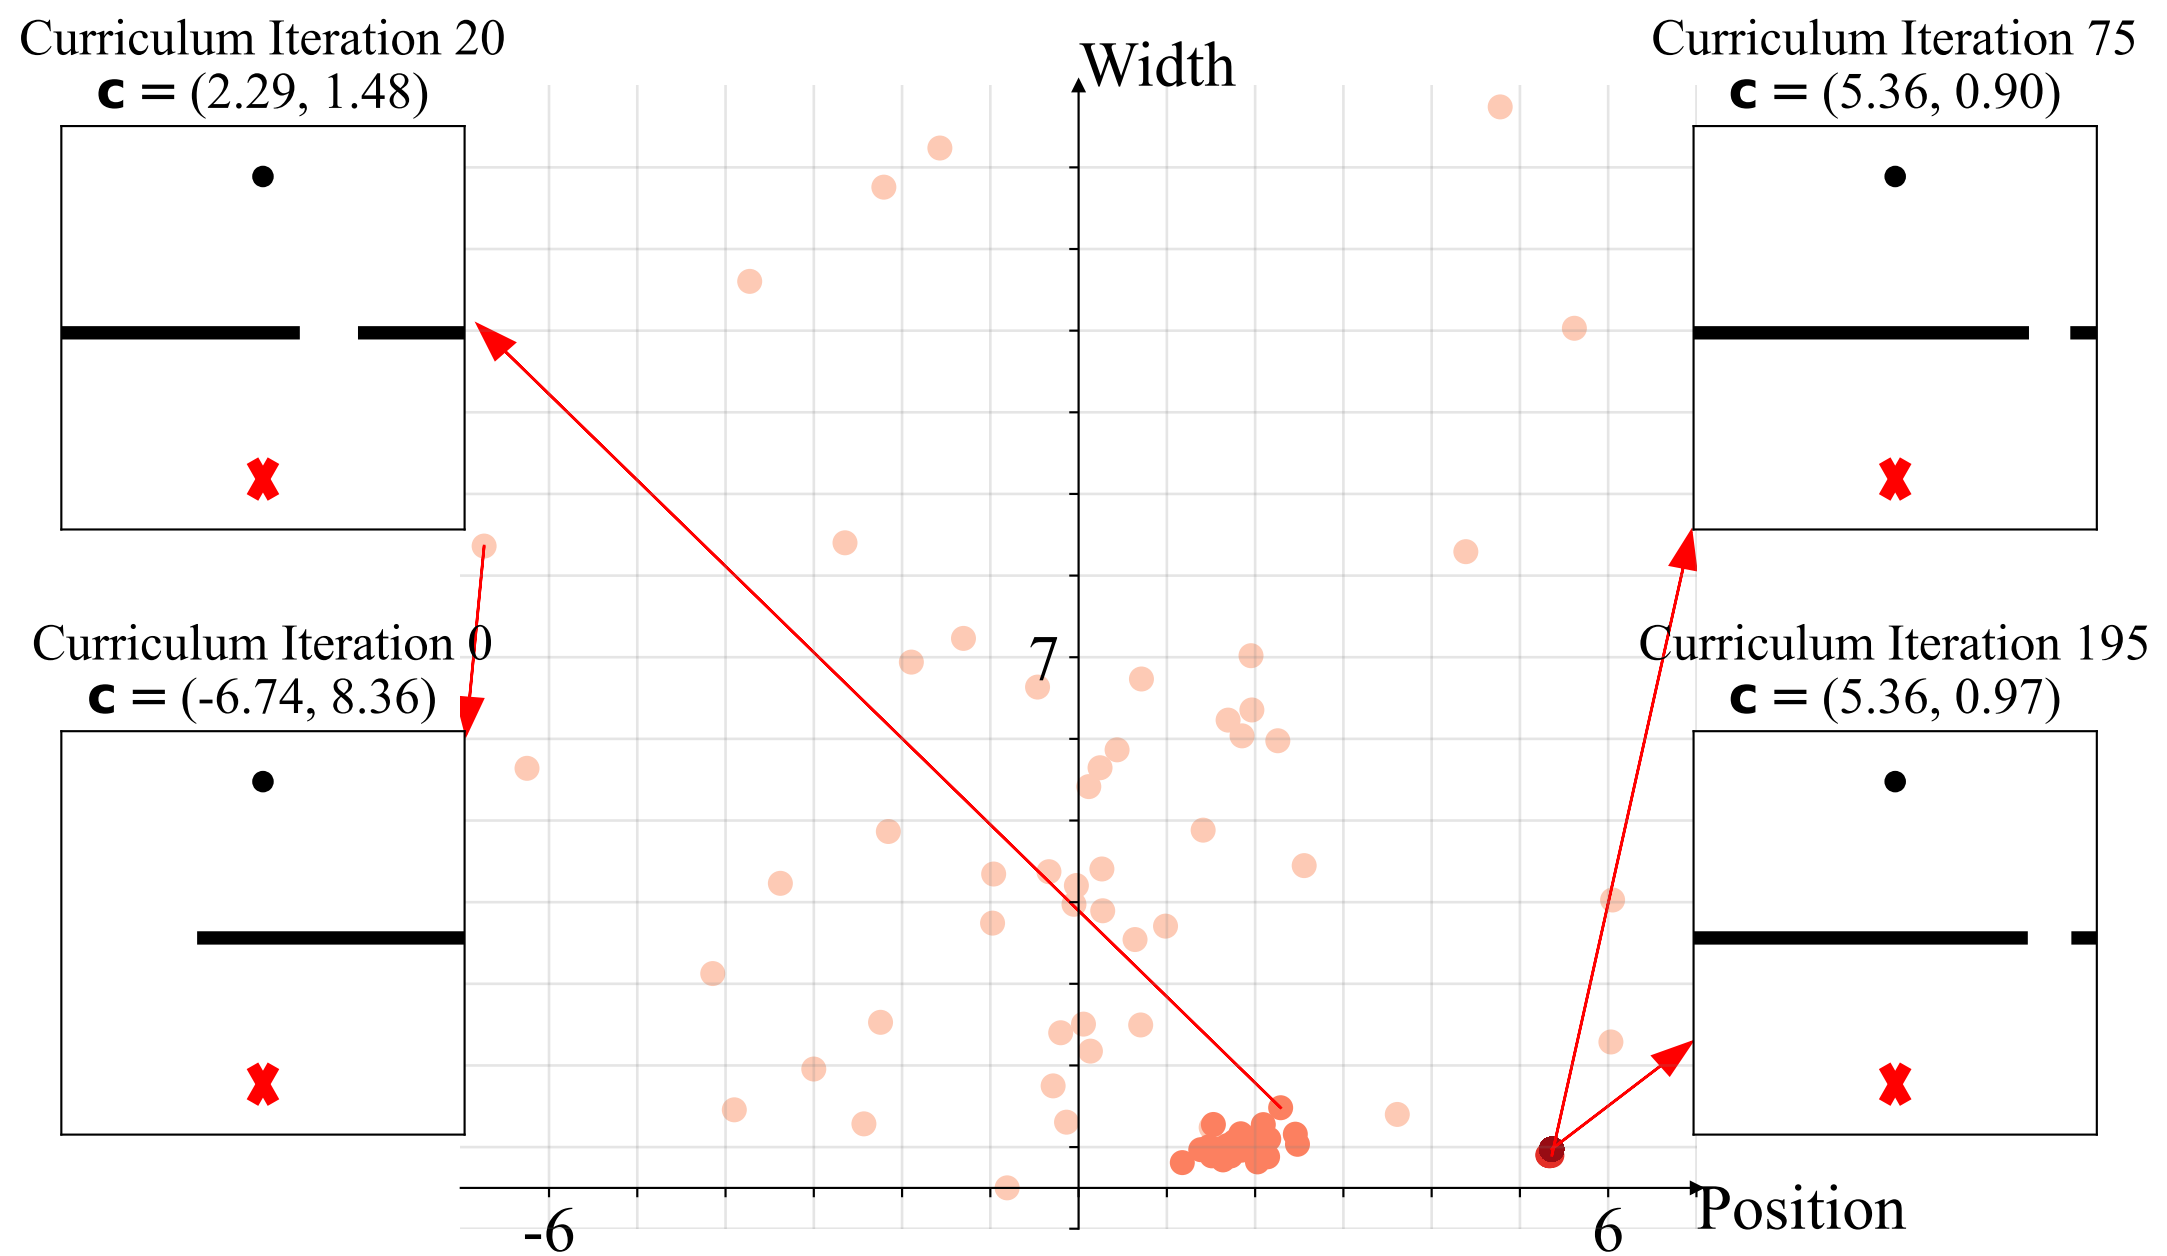 Curriculum Iteration 20
c = (2.29, 1.48)
Width
Curriculum Iteration 75
c = (5.36, 0.90)
Curriculum Iteration 0
c = (-6.74, 8.36)
7
Curriculum Iteration 195
c = (5.36, 0.97)
-6
6
Position